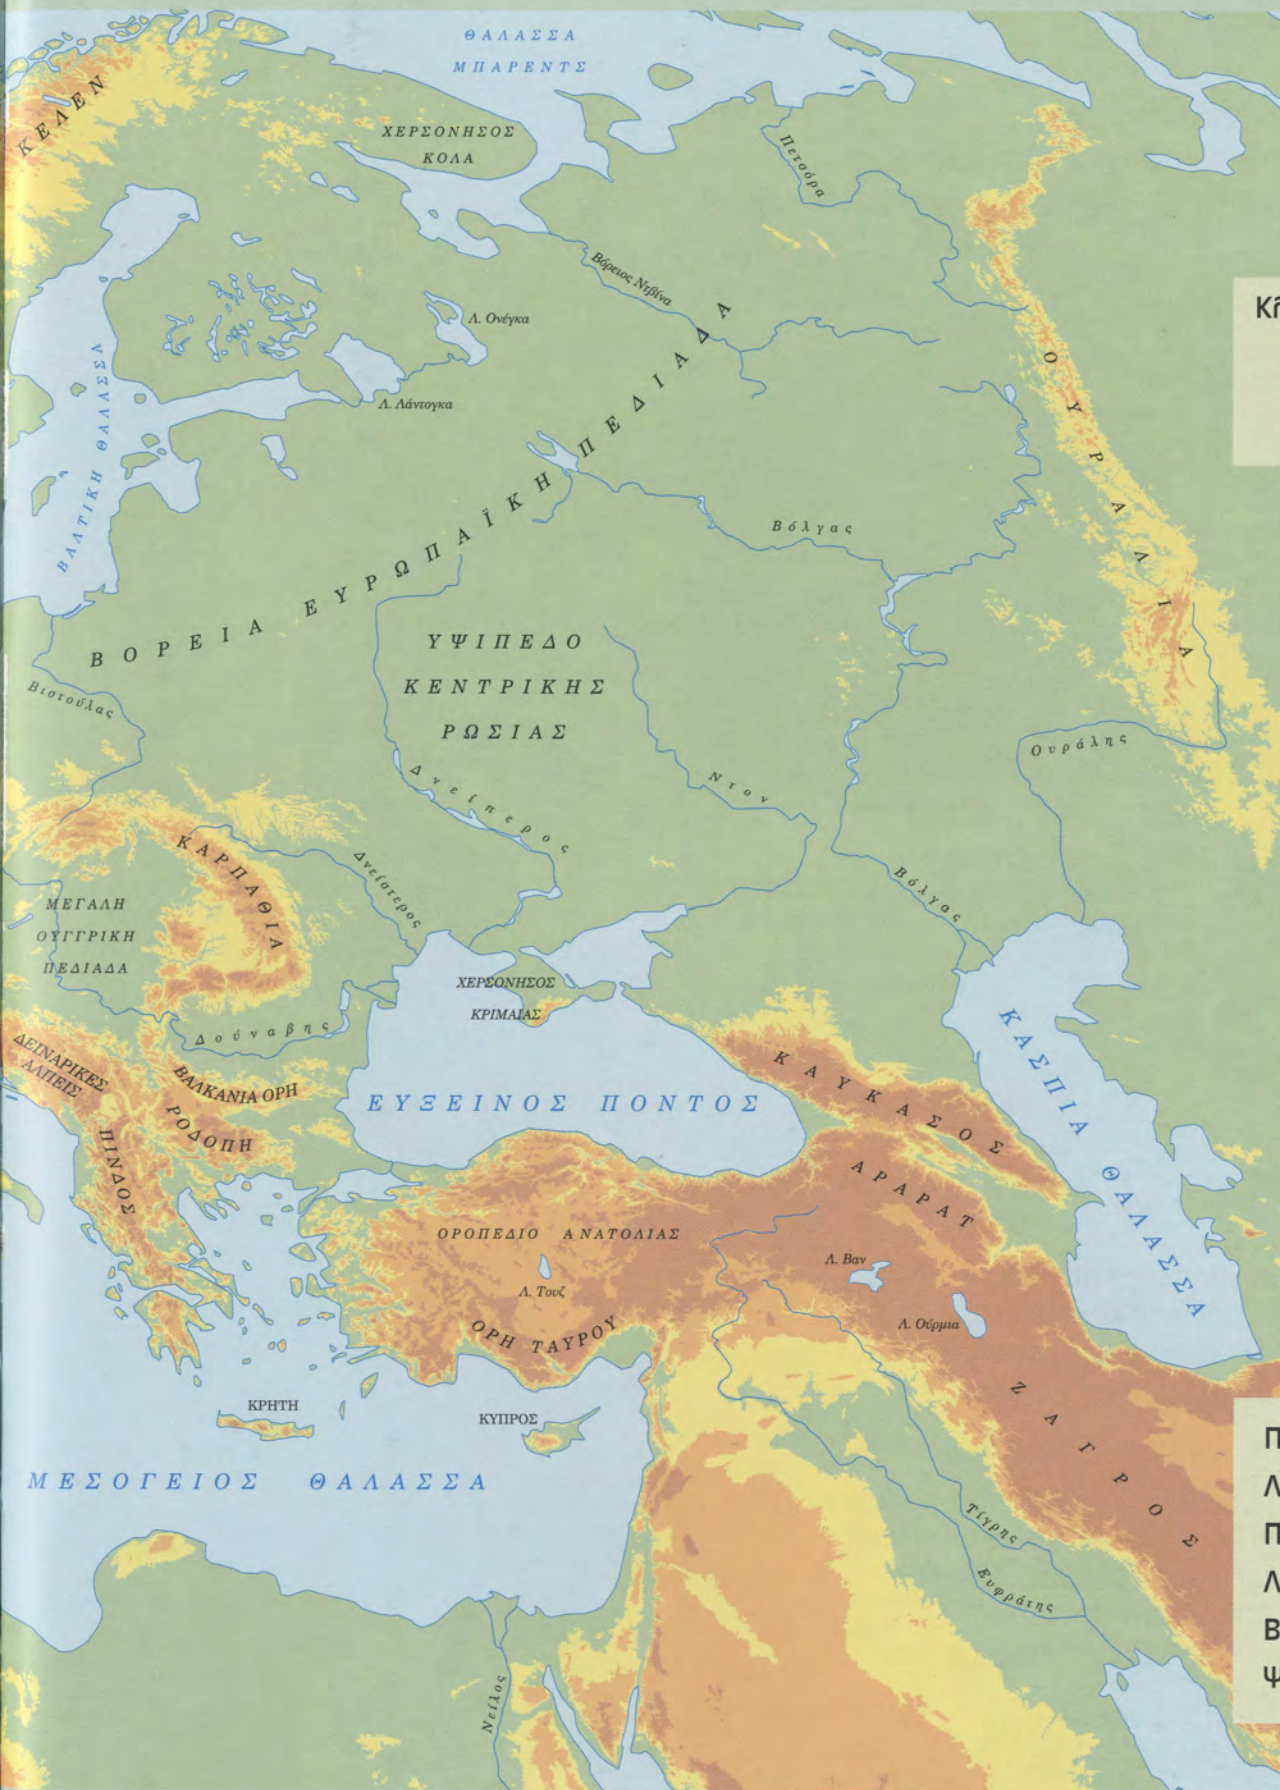 ΘΑΛΑΣΣΑ
ΜΠΑΡΕΝΤΣ
ΚΕΛΕΝ
ΧΕΡΣΟΝΗΣΟΣ
ΚΟΛΑ
Πετσόρα
Βόρειος Ντβίνα
Λ. Ονέγκα
Λ. Λάντογκα
ΒΑΛΤΙΚΗ ΘΑΛΑΣΣΑ
ΟΥΡΑΛΙΑ
ΒΟΡΕΙΑ ΕΥΡΩΠΑΪΚΗ ΠΕΔΙΑΔΑ
Βόλγας
ΥΨΙΠΕΔΟ
ΚΕΝΤΡΙΚΗΣ
ΡΩΣΙΑΣ
Βιστούλας
Ουράλης
Δνείπερος
Ντον
ΚΑΡΠΑΘΙΑ
Δνείστερος
Βόλγας
ΜΕΓΑΛΗ
ΟΥΓΓΡΙΚΗ
ΠΕΔΙΑΔΑ
ΧΕΡΣΟΝΗΣΟΣ
ΚΡΙΜΑΙΑΣ
Δούναβης
ΔΕΙΝΑΡΙΚΕΣ
ΑΛΠΕΙΣ
ΒΑΛΚΑΝΙΑ ΟΡΗ
ΡΟΔΟΠΗ
ΠΙΝΔΟΣ
ΕΥΞΕΙΝΟΣ ΠΟΝΤΟΣ
ΚΑΥΚΑΣΟΣ
ΚΑΣΠΙΑ ΘΑΛΑΣΣΑ
ΑΡΑΡΑΤ
ΟΡΟΠΕΔΙΟ ΑΝΑΤΟΛΙΑΣ
Λ. Τουζ
Λ. Βαν
Λ. Ούρμια
ΟΡΗ ΤΑΥΡΟΥ
ΖΑΓΡΟΣ
ΚΡΗΤΗ
ΚΥΠΡΟΣ
ΜΕΣΟΓΕΙΟΣ ΘΑΛΑΣΣΑ
Τίγρης
Ευφράτης
Νείλος